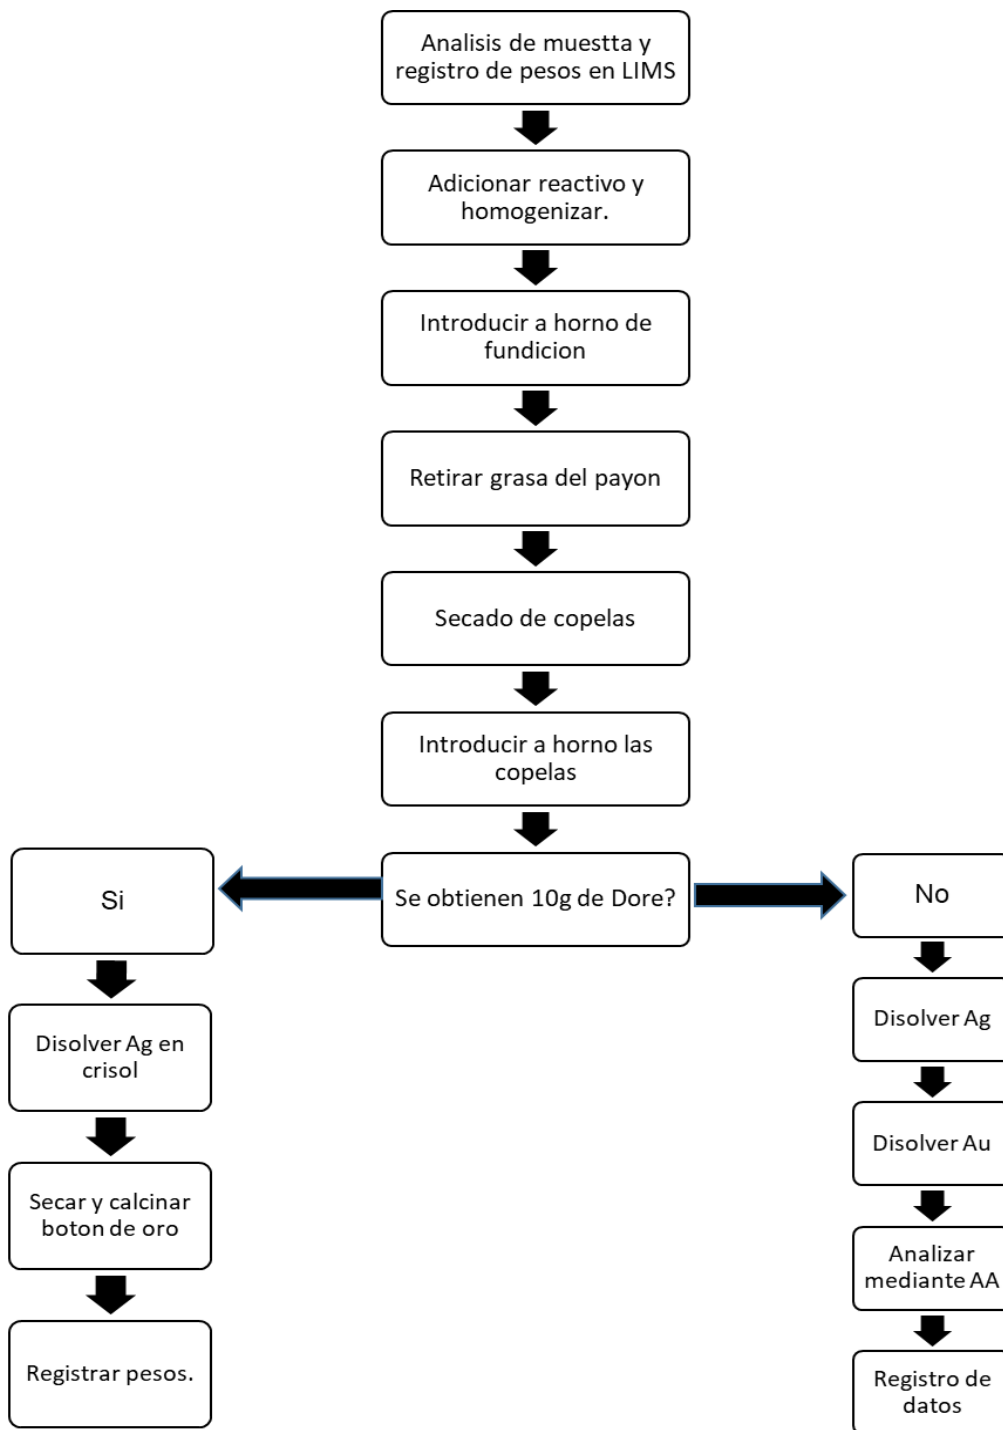 Analisis de muestta y
registro de pesos en LIMS
Adicionar reactivo y
homogenizar.
Introducir a horno de
fundicion
Retirar grasa del payon
Secado de copelas
Introducir a horno las
copelas
Se obtienen 10g de Dore?
Si
Disolver Ag en
crisol
Secar y calcinar
boton de oro
Registrar pesos.
No
Disolver Ag
Disolver Au
Analizar
mediante AA
Registro de
datos